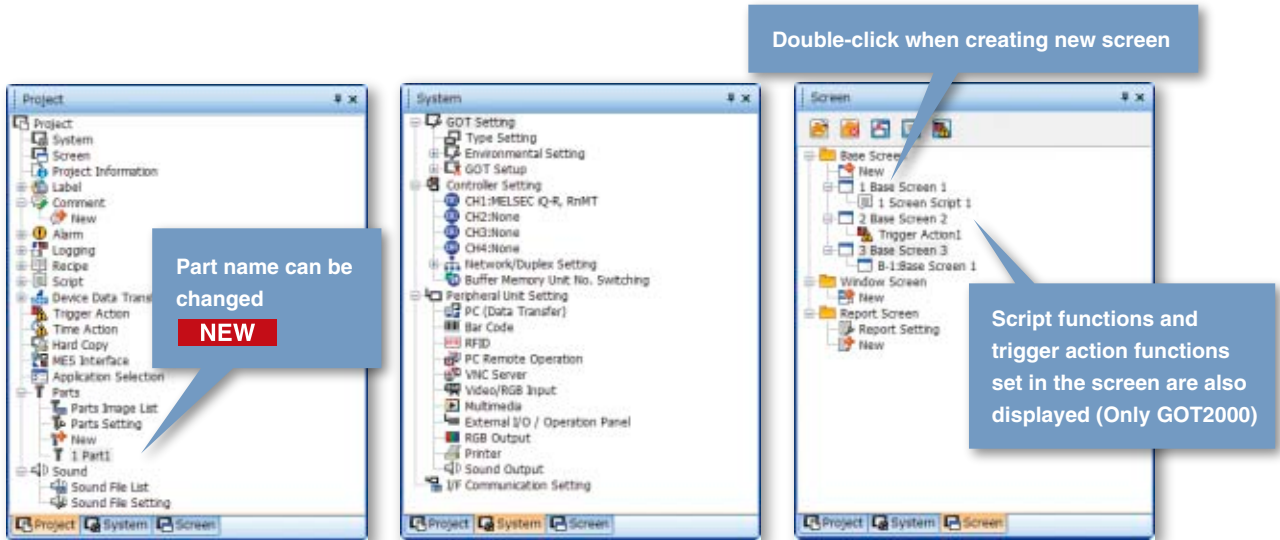 Double-click when creating new screen
Project
Project
System
Screen
Project Information
Label
Comment
New
Alarm
Logging
Recipe
Script
Device Data Trans
Trigger Action
Time Action
Hard Copy
MES Interface
Application Selection
Parts
Parts Image List
Parts Setting
New
1 Part1
Sound
Sound File List
Sound File Setting
Project System Screen
Part name can be
changed
NEW
System
GOT Setting
Type Setting
Environmental Setting
GOT Setup
Controller Setting
CH1:MELSEC iQ-R, RnMT
CH2:None
CH3:None
CH4:None
Network/Duplex Setting
Buffer Memory Unit No. Switching
Peripheral Unit Setting
PC (Data Transfer)
Bar Code
RFID
PC Remote Operation
VNC Server
Video/RGB Input
Multimedia
External I/O / Operation Panel
RGB Output
Printer
Sound Output
I/F Communication Setting
Project System Screen
Screen
Base Screen
New
1 Base Screen 1
1 Screen Script 1
2 Base Screen 2
Trigger Action1
3 Base Screen 3
B-1:Base Screen 1
Window Screen
New
Report Screen
Report Setting
New
Project System Screen
Script functions and
trigger action functions
set in the screen are also
displayed (Only GOT2000)